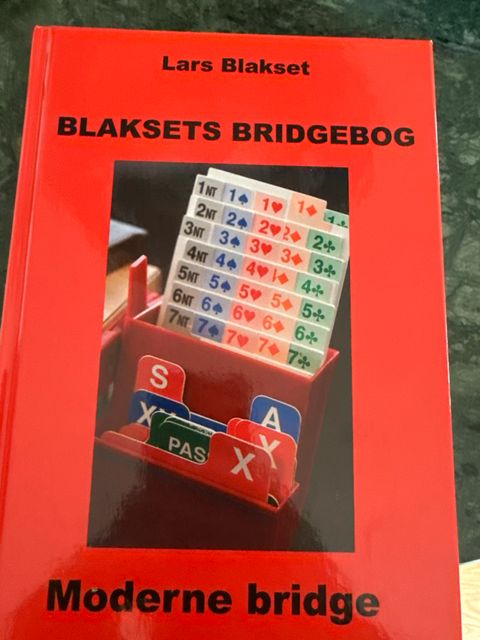 Lars Blakset
BLAKSETS BRIDGEBOG
1NT 1♠ 1♥ 1♦ 1♣
2NT 2♠ 2♥ 2♦ 2♣
3NT 3♠ 3♥ 3♦ 3♣
4NT 4♠ 4♥ 4♣
5NT 5♠ 5♥ 5♦ 5♣
6NT 6♠ 6♥ 6♦ 6♣
7NT 7♠ 7♥ 7♦ 7♣
S
A
X
X
PAS
X
Moderne bridge